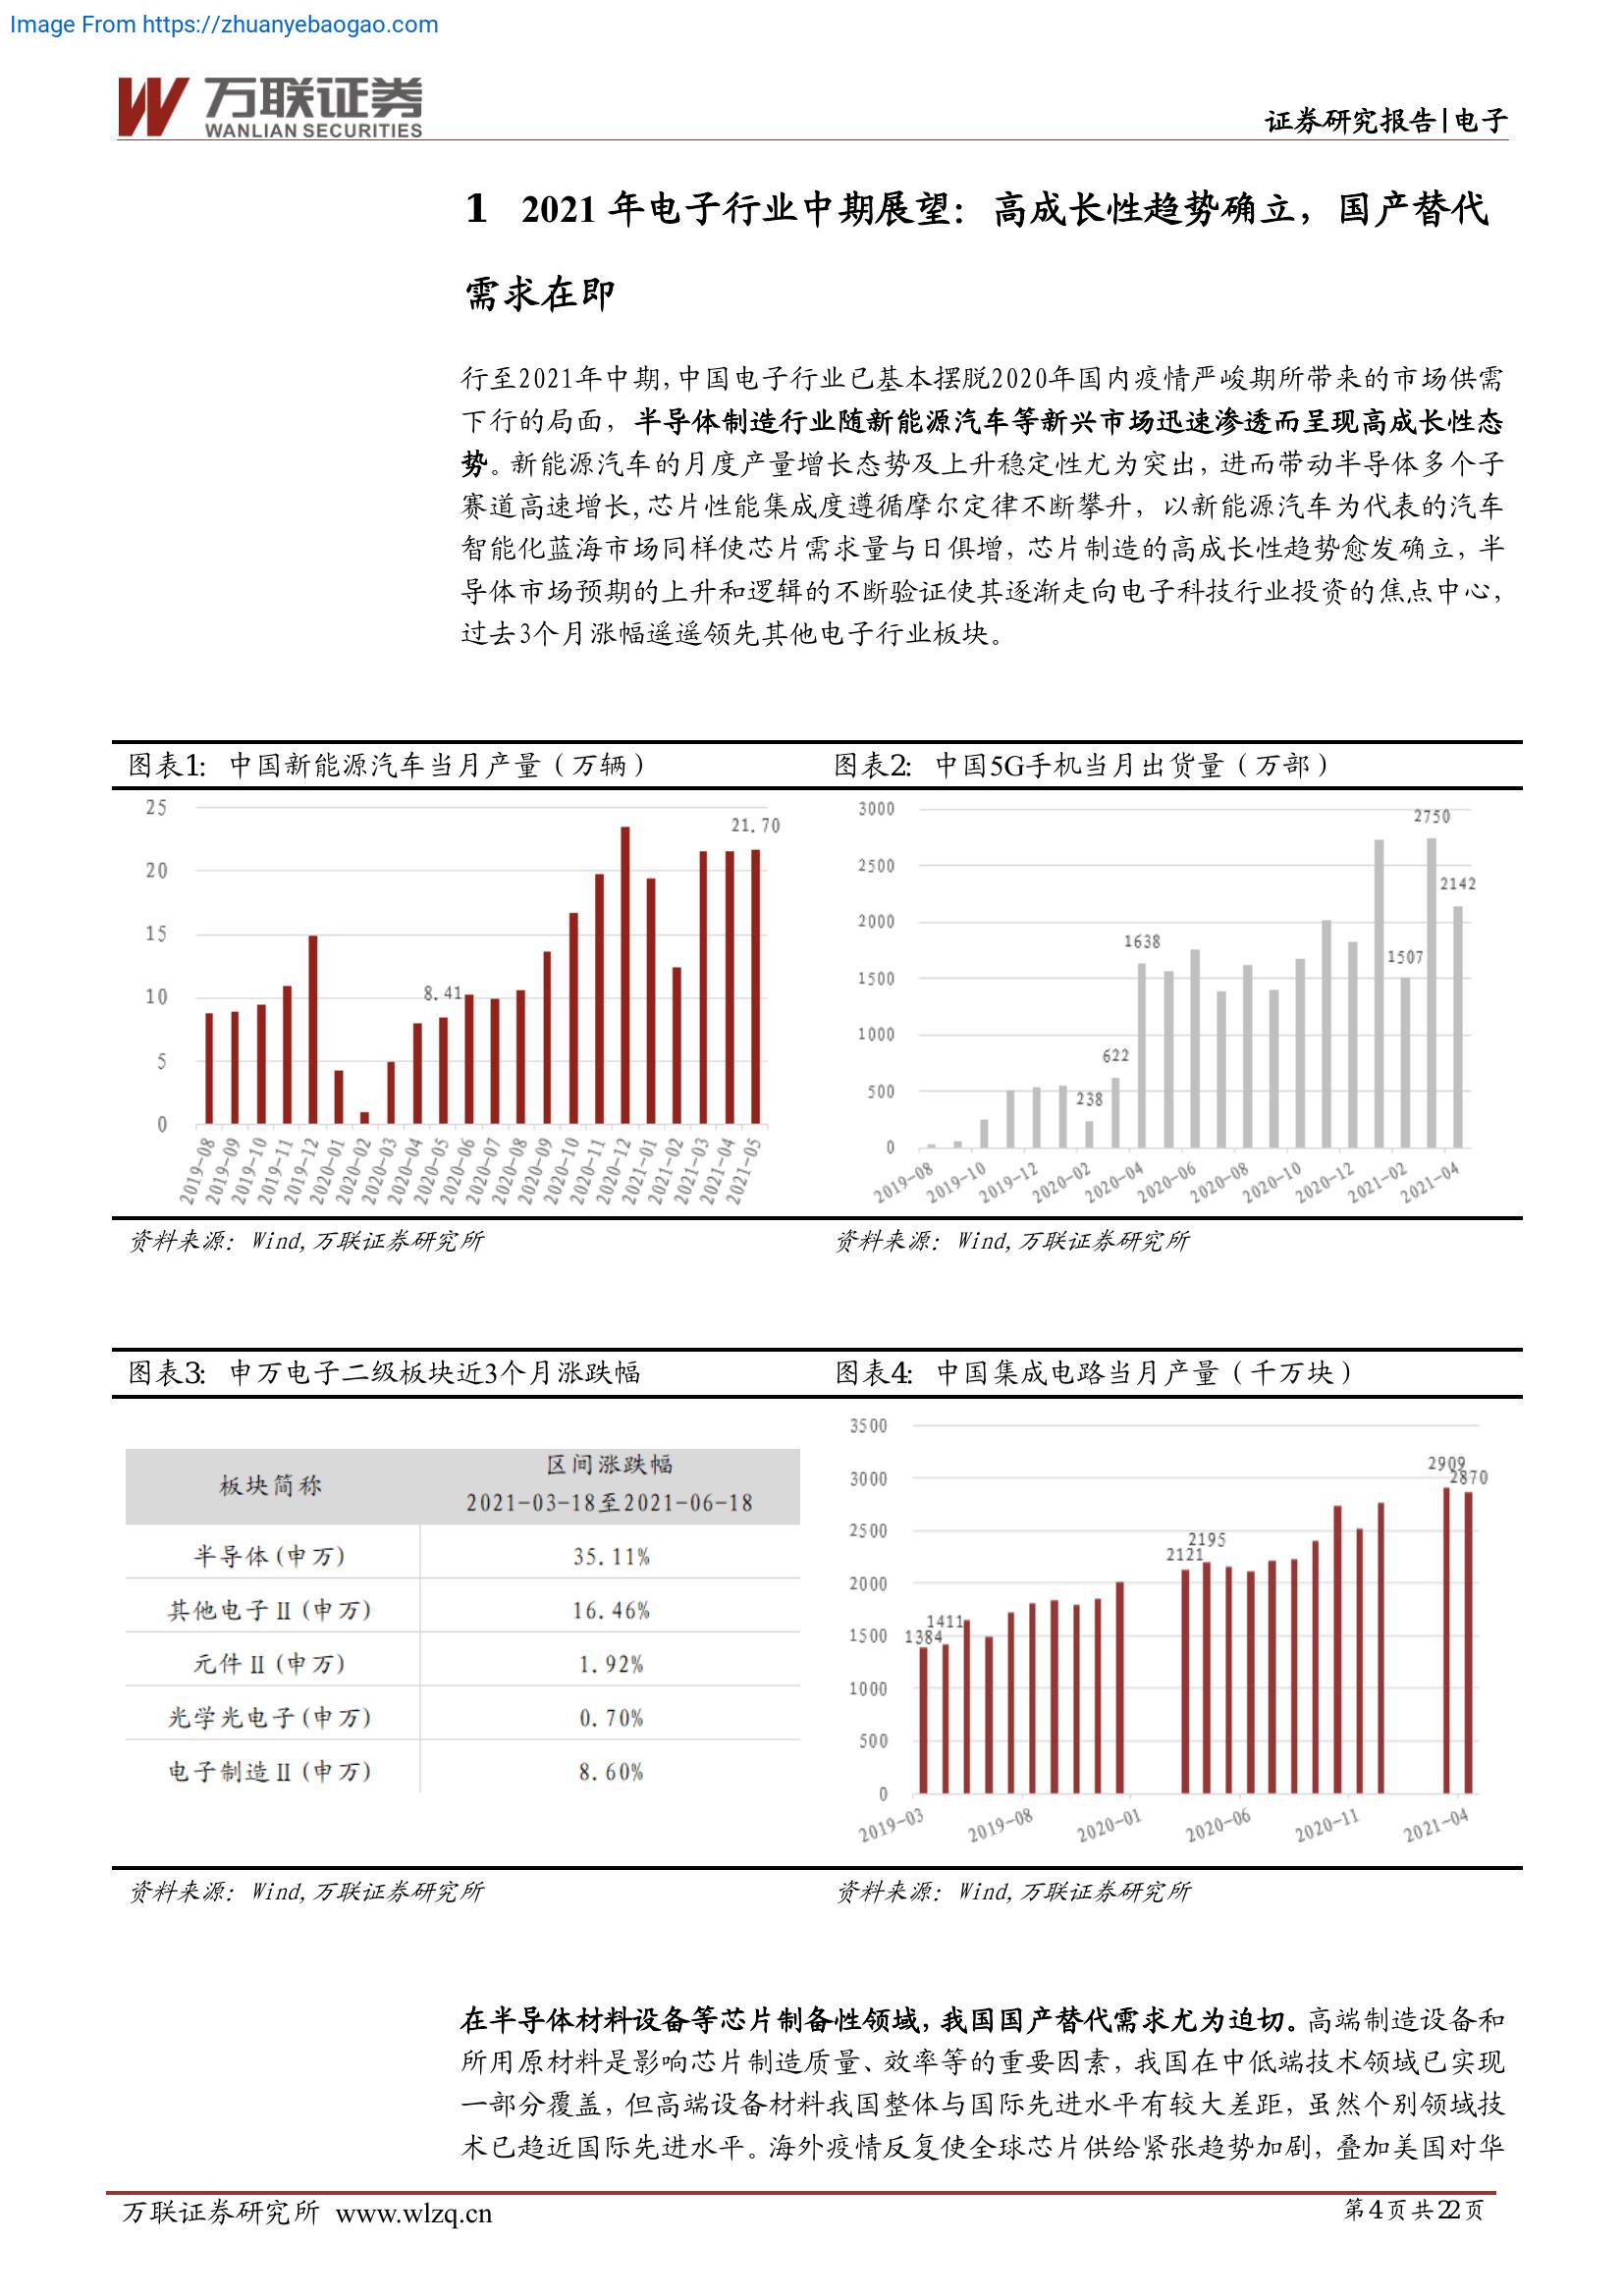 Image From https://zhuanyebaogao.com
万联证券
WANLIAN SECURITIES
证券研究报告|电子
1 2021 年电子行业中期展望：高成长性趋势确立，国产替代
需求在即
行至2021年中期,中国电子行业已基本摆脱2020年国内疫情严峻期所带来的市场供需
下行的局面，半导体制造行业随新能源汽车等新兴市场迅速渗透而呈现高成长性态
势。新能源汽车的月度产量增长态势及上升稳定性尤为突出，进而带动半导体多个子
赛道高速增长,芯片性能集成度遵循摩尔定律不断攀升，以新能源汽车为代表的汽车
智能化蓝海市场同样使芯片需求量与日俱增，芯片制造的高成长性趋势愈发确立，半
导体市场预期的上升和逻辑的不断验证使其逐渐走向电子科技行业投资的焦点中心，
过去3个月涨幅遥遥领先其他电子行业板块。
图表1: 中国新能源汽车当月产量（万辆）
25
20
15
10
5
0
21.70
8.41
2019-08
2019-09
2019-10
2019-11
2019-12
2020-01
2020-02
2020-03
2020-04
2020-05
2020-06
2020-07
2020-08
2020-09
2020-10
2020-11
2020-12
2021-01
2021-02
2021-03
2021-04
2021-05
资料来源：Wind,万联证券研究所
图表2: 中国5G手机当月出货量（万部）
3000
2500
2000
1500
1000
500
0
2750
2142
1638
1507
622
238
2019-08
2019-10
2019-12
2020-02
2020-04
2020-06
2020-08
2020-10
2020-12
2021-02
2021-04
资料来源：Wind,万联证券研究所
图表3: 申万电子二级板块近3个月涨跌幅
板块简称
区间涨跌幅
2021-03-18至2021-06-18
半导体(申万) 35.11%
其他电子Ⅱ(申万) 16.46%
元件Ⅱ(申万) 1.92%
光学光电子(申万) 0.70%
电子制造Ⅱ(申万) 8.60%
资料来源：Wind,万联证券研究所
图表4: 中国集成电路当月产量（千万块）
3500
3000
2500
2000
1500
1000
500
0
2909
2870
2195
2121
1411
1384
2019-03
2019-08
2020-01
2020-06
2020-11
2021-04
资料来源：Wind,万联证券研究所
在半导体材料设备等芯片制备性领域，我国国产替代需求尤为迫切。高端制造设备和
所用原材料是影响芯片制造质量、效率等的重要因素，我国在中低端技术领域已实现
一部分覆盖，但高端设备材料我国整体与国际先进水平有较大差距，虽然个别领域技
术已趋近国际先进水平。海外疫情反复使全球芯片供给紧张趋势加剧，叠加美国对华
万联证券研究所 www.wlzq.cn
第4页共22页